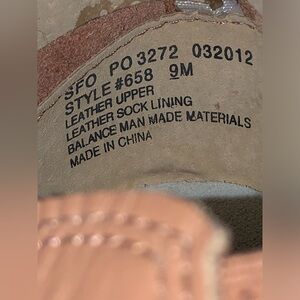 SFO PO 3272 032012
STYLE #658 9M
LEATHER UPPER
LEATHER SOCK LINING
BALANCE MAN MADE MATERIALS
MADE IN CHINA